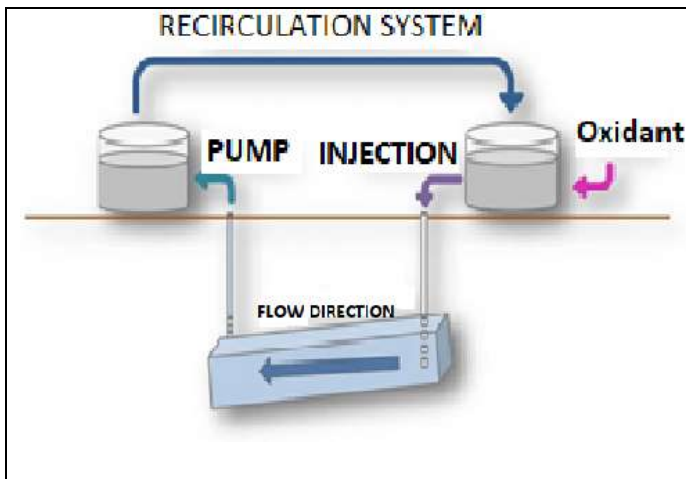 RECIRCULATION SYSTEM
PUMP
INJECTION
Oxidant
FLOW DIRECTION